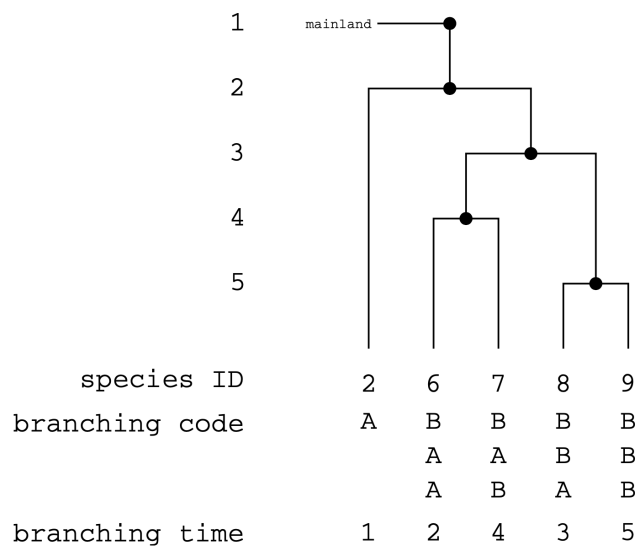 1 mainland
2
3
4
5
species ID 2 6 7 8 9
branching code A B B B B
A A B B
A B A B
branching time 1 2 4 3 5